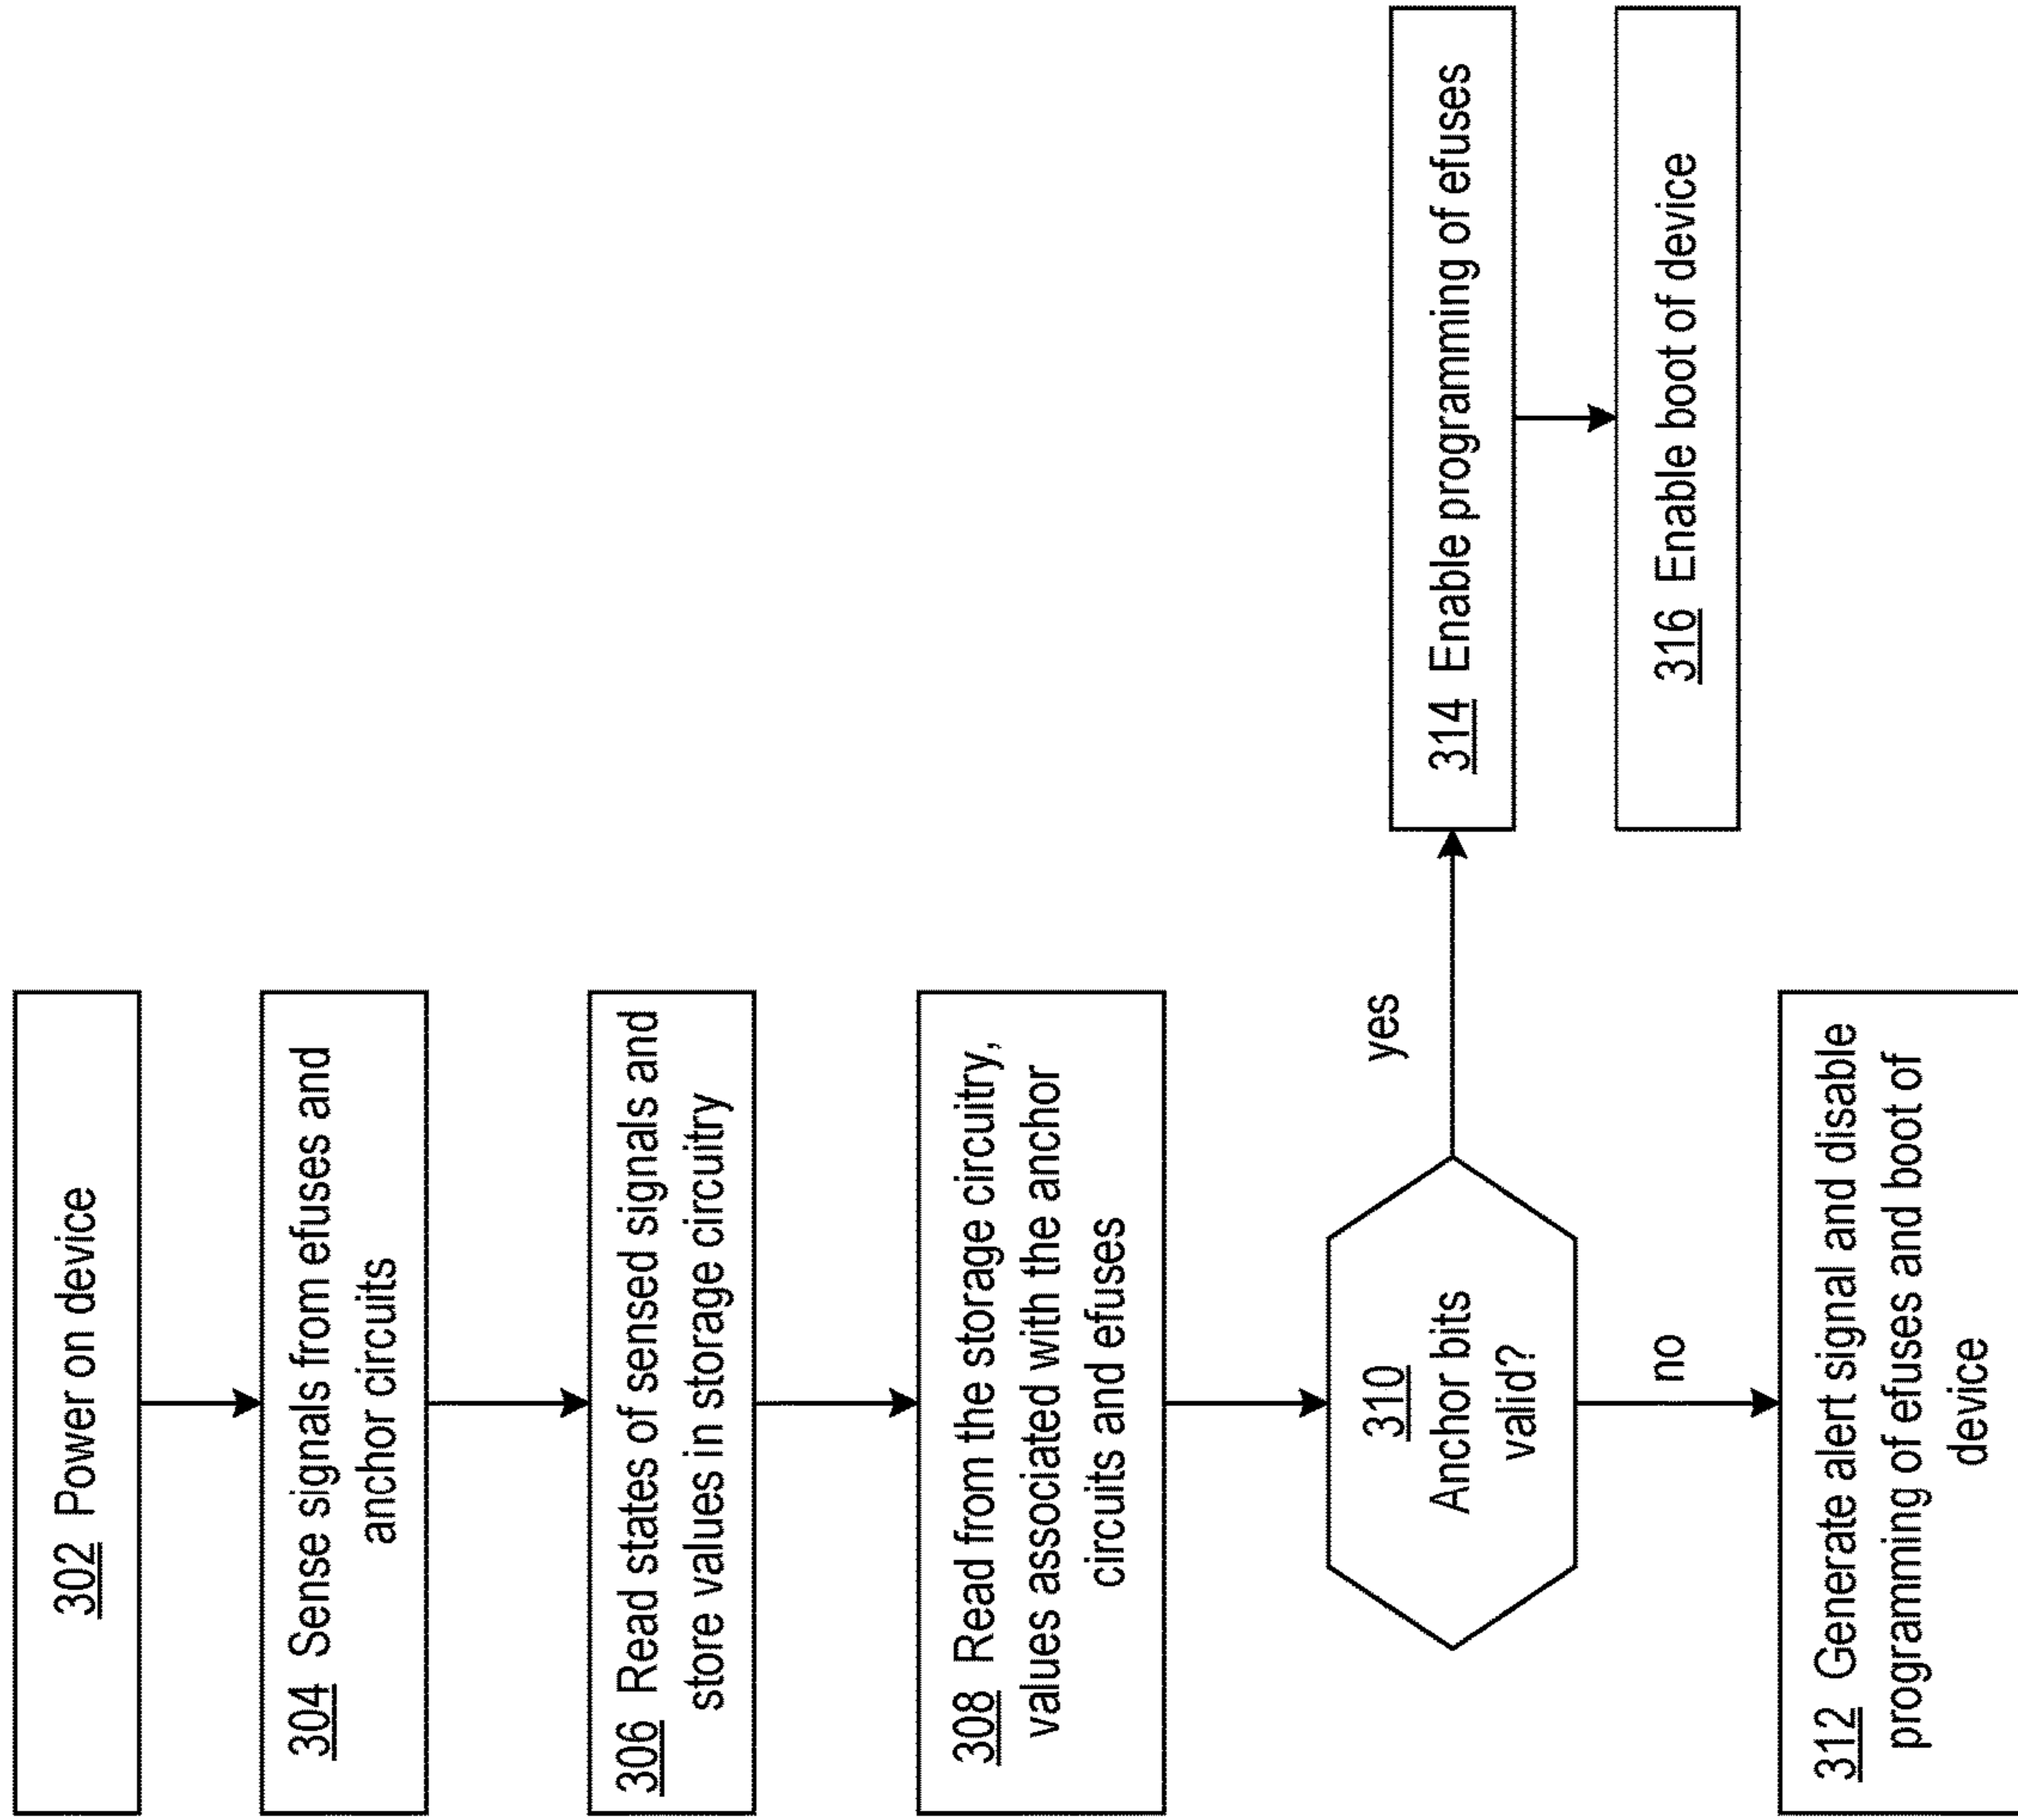 302 Power on device
304 Sense signals from efuses and
anchor circuits
306 Read states of sensed signals and
store values in storage circuitry
308 Read from the storage circuitry,
values associated with the anchor
circuits and efuses
310
Anchor bits
valid?
yes
314 Enable programming of efuses
316 Enable boot of device
no
312 Generate alert signal and disable
programming of efuses and boot of
device